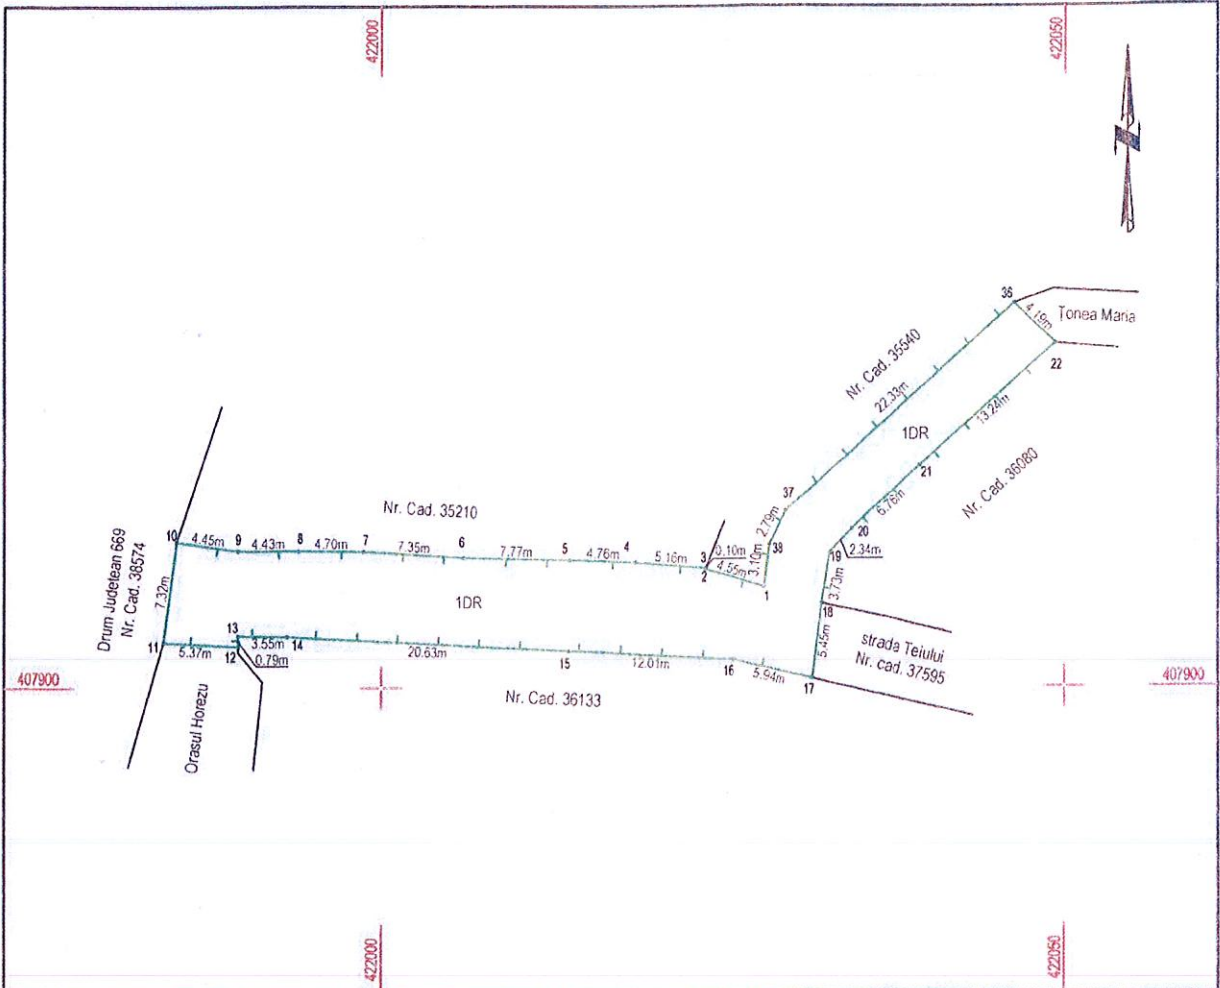 422000
422050
N
36
4.19m
Tonea Maria
22
Nr. Cad. 35540
22.33m
13.24m
1DR
21
Nr. Cad. 36080
6.76m
37
2.79m
20
Nr. Cad. 35210
10
4.45m
9
4.43m
8
4.70m
7
7.35m
6
7.77m
5
4.76m
4
5.16m
3
0.10m
38
19
2.34m
2
4.55m
3.10m
1
3.73m
Drum Judetean 669
Nr. Cad. 38574
7.32m
1DR
18
13
3.55m
14
5.45m
strada Teiului
Nr. cad. 37595
11
5.37m
12
0.79m
20.63m
15
12.01m
16
5.94m
17
407900
407900
Nr. Cad. 36133
Orasul Horezu
422000
422050